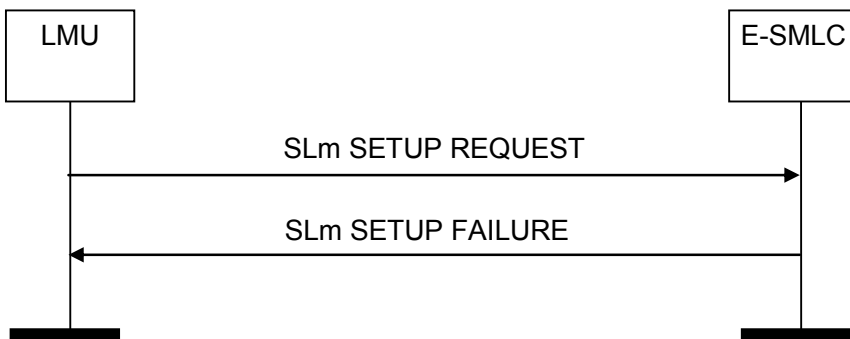 LMU
E-SMLC
SLm SETUP REQUEST
SLm SETUP FAILURE